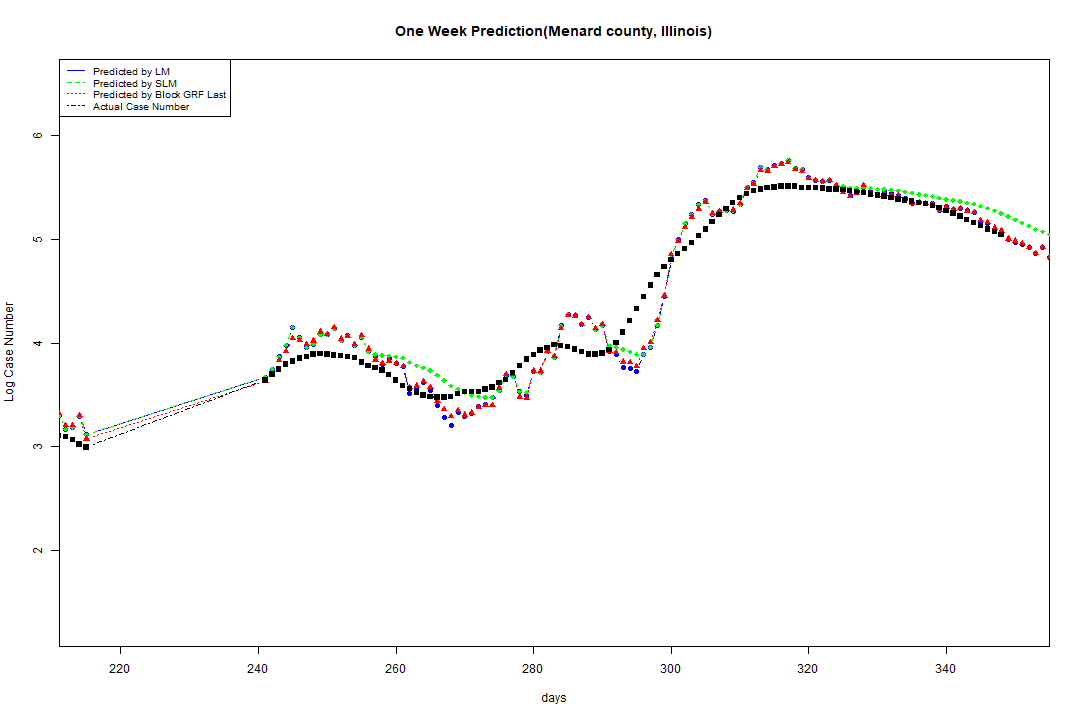 One Week Prediction(Menard county, Illinois)
Predicted by LM
Predicted by SLM
Predicted by Block GRF Last
Actual Case Number
6
5
4
3
2
Log Case Number
220 240 260 280 300 320 340
days